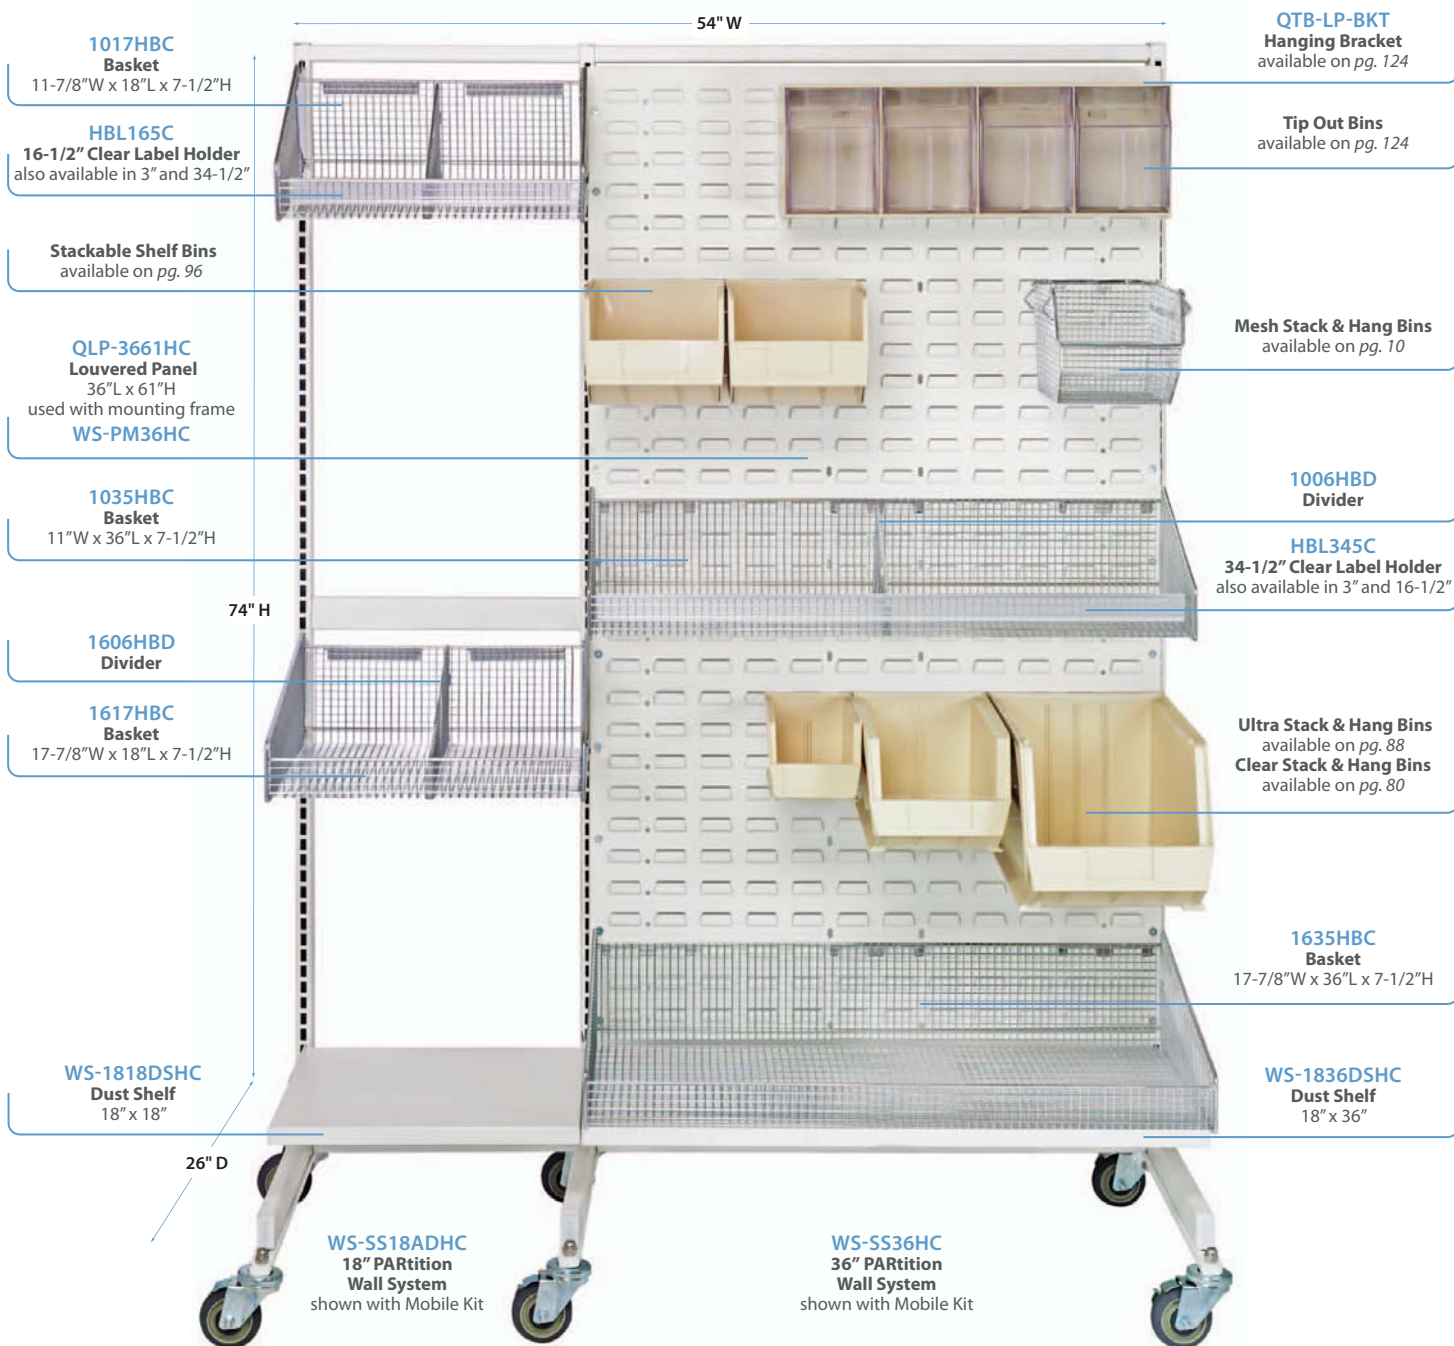 54" W
1017HBC
Basket
11-7/8”W x 18”L x 7-1/2”H
HBL165C
16-1/2” Clear Label Holder
also available in 3” and 34-1/2”
Stackable Shelf Bins
available on pg. 96
QLP-3661HC
Louvered Panel
36”L x 61”H
used with mounting frame
WS-PM36HC
1035HBC
Basket
11”W x 36”L x 7-1/2”H
74" H
1606HBD
Divider
1617HBC
Basket
17-7/8”W x 18”L x 7-1/2”H
WS-1818DSHC
Dust Shelf
18” x 18”
26" D
QTB-LP-BKT
Hanging Bracket
available on pg. 124
Tip Out Bins
available on pg. 124
Mesh Stack & Hang Bins
available on pg. 10
1006HBD
Divider
HBL345C
34-1/2” Clear Label Holder
also available in 3” and 16-1/2”
Ultra Stack & Hang Bins
available on pg. 88
Clear Stack & Hang Bins
available on pg. 80
1635HBC
Basket
17-7/8”W x 36”L x 7-1/2”H
WS-1836DSHC
Dust Shelf
18” x 36”
WS-SS18ADHC
18” PARtition
Wall System
shown with Mobile Kit
WS-SS36HC
36” PARtition
Wall System
shown with Mobile Kit